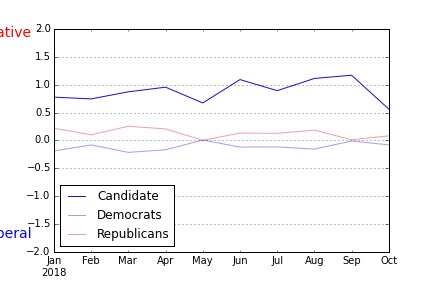 ative
2.0
1.5
1.0
0.5
0.0
−0.5
−1.0
−1.5
−2.0
peral
Candidate
Democrats
Republicans
Jan Feb Mar Apr May Jun Jul Aug Sep Oct
2018